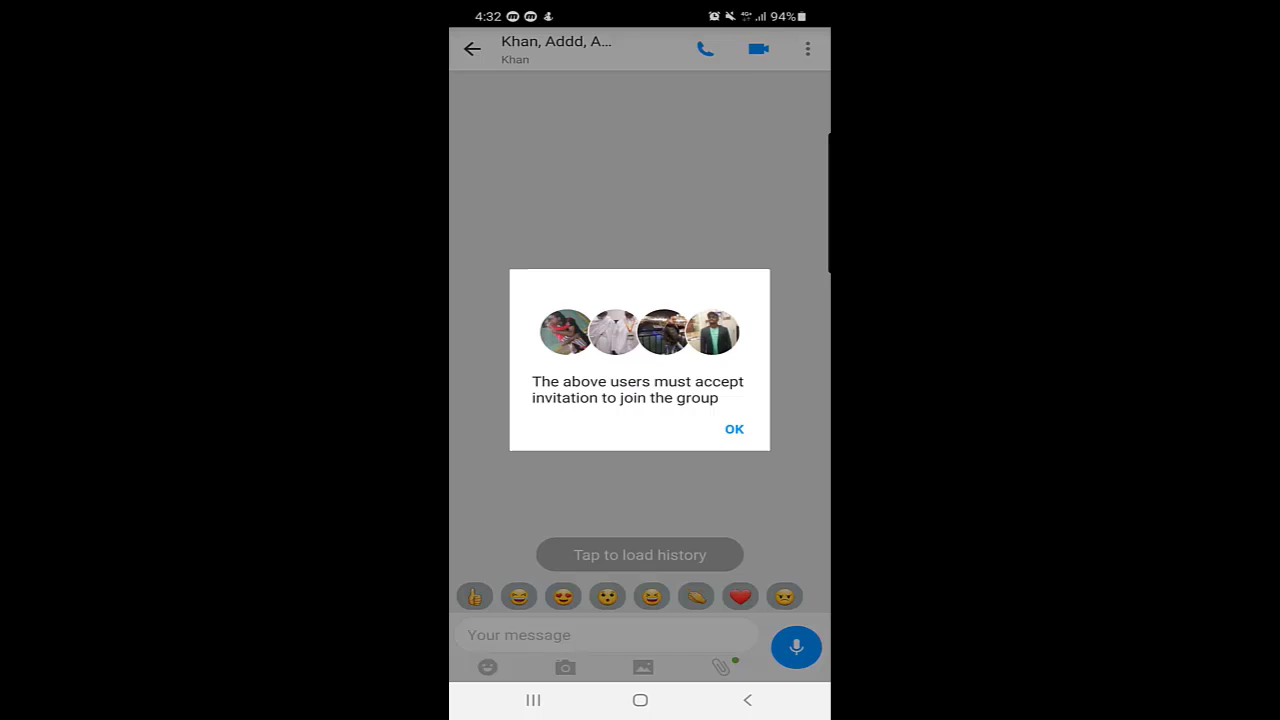 4:32 4G+ 94%
Khan, Addd, A...
Khan
The above users must accept
invitation to join the group
OK
Tap to load history
Your message